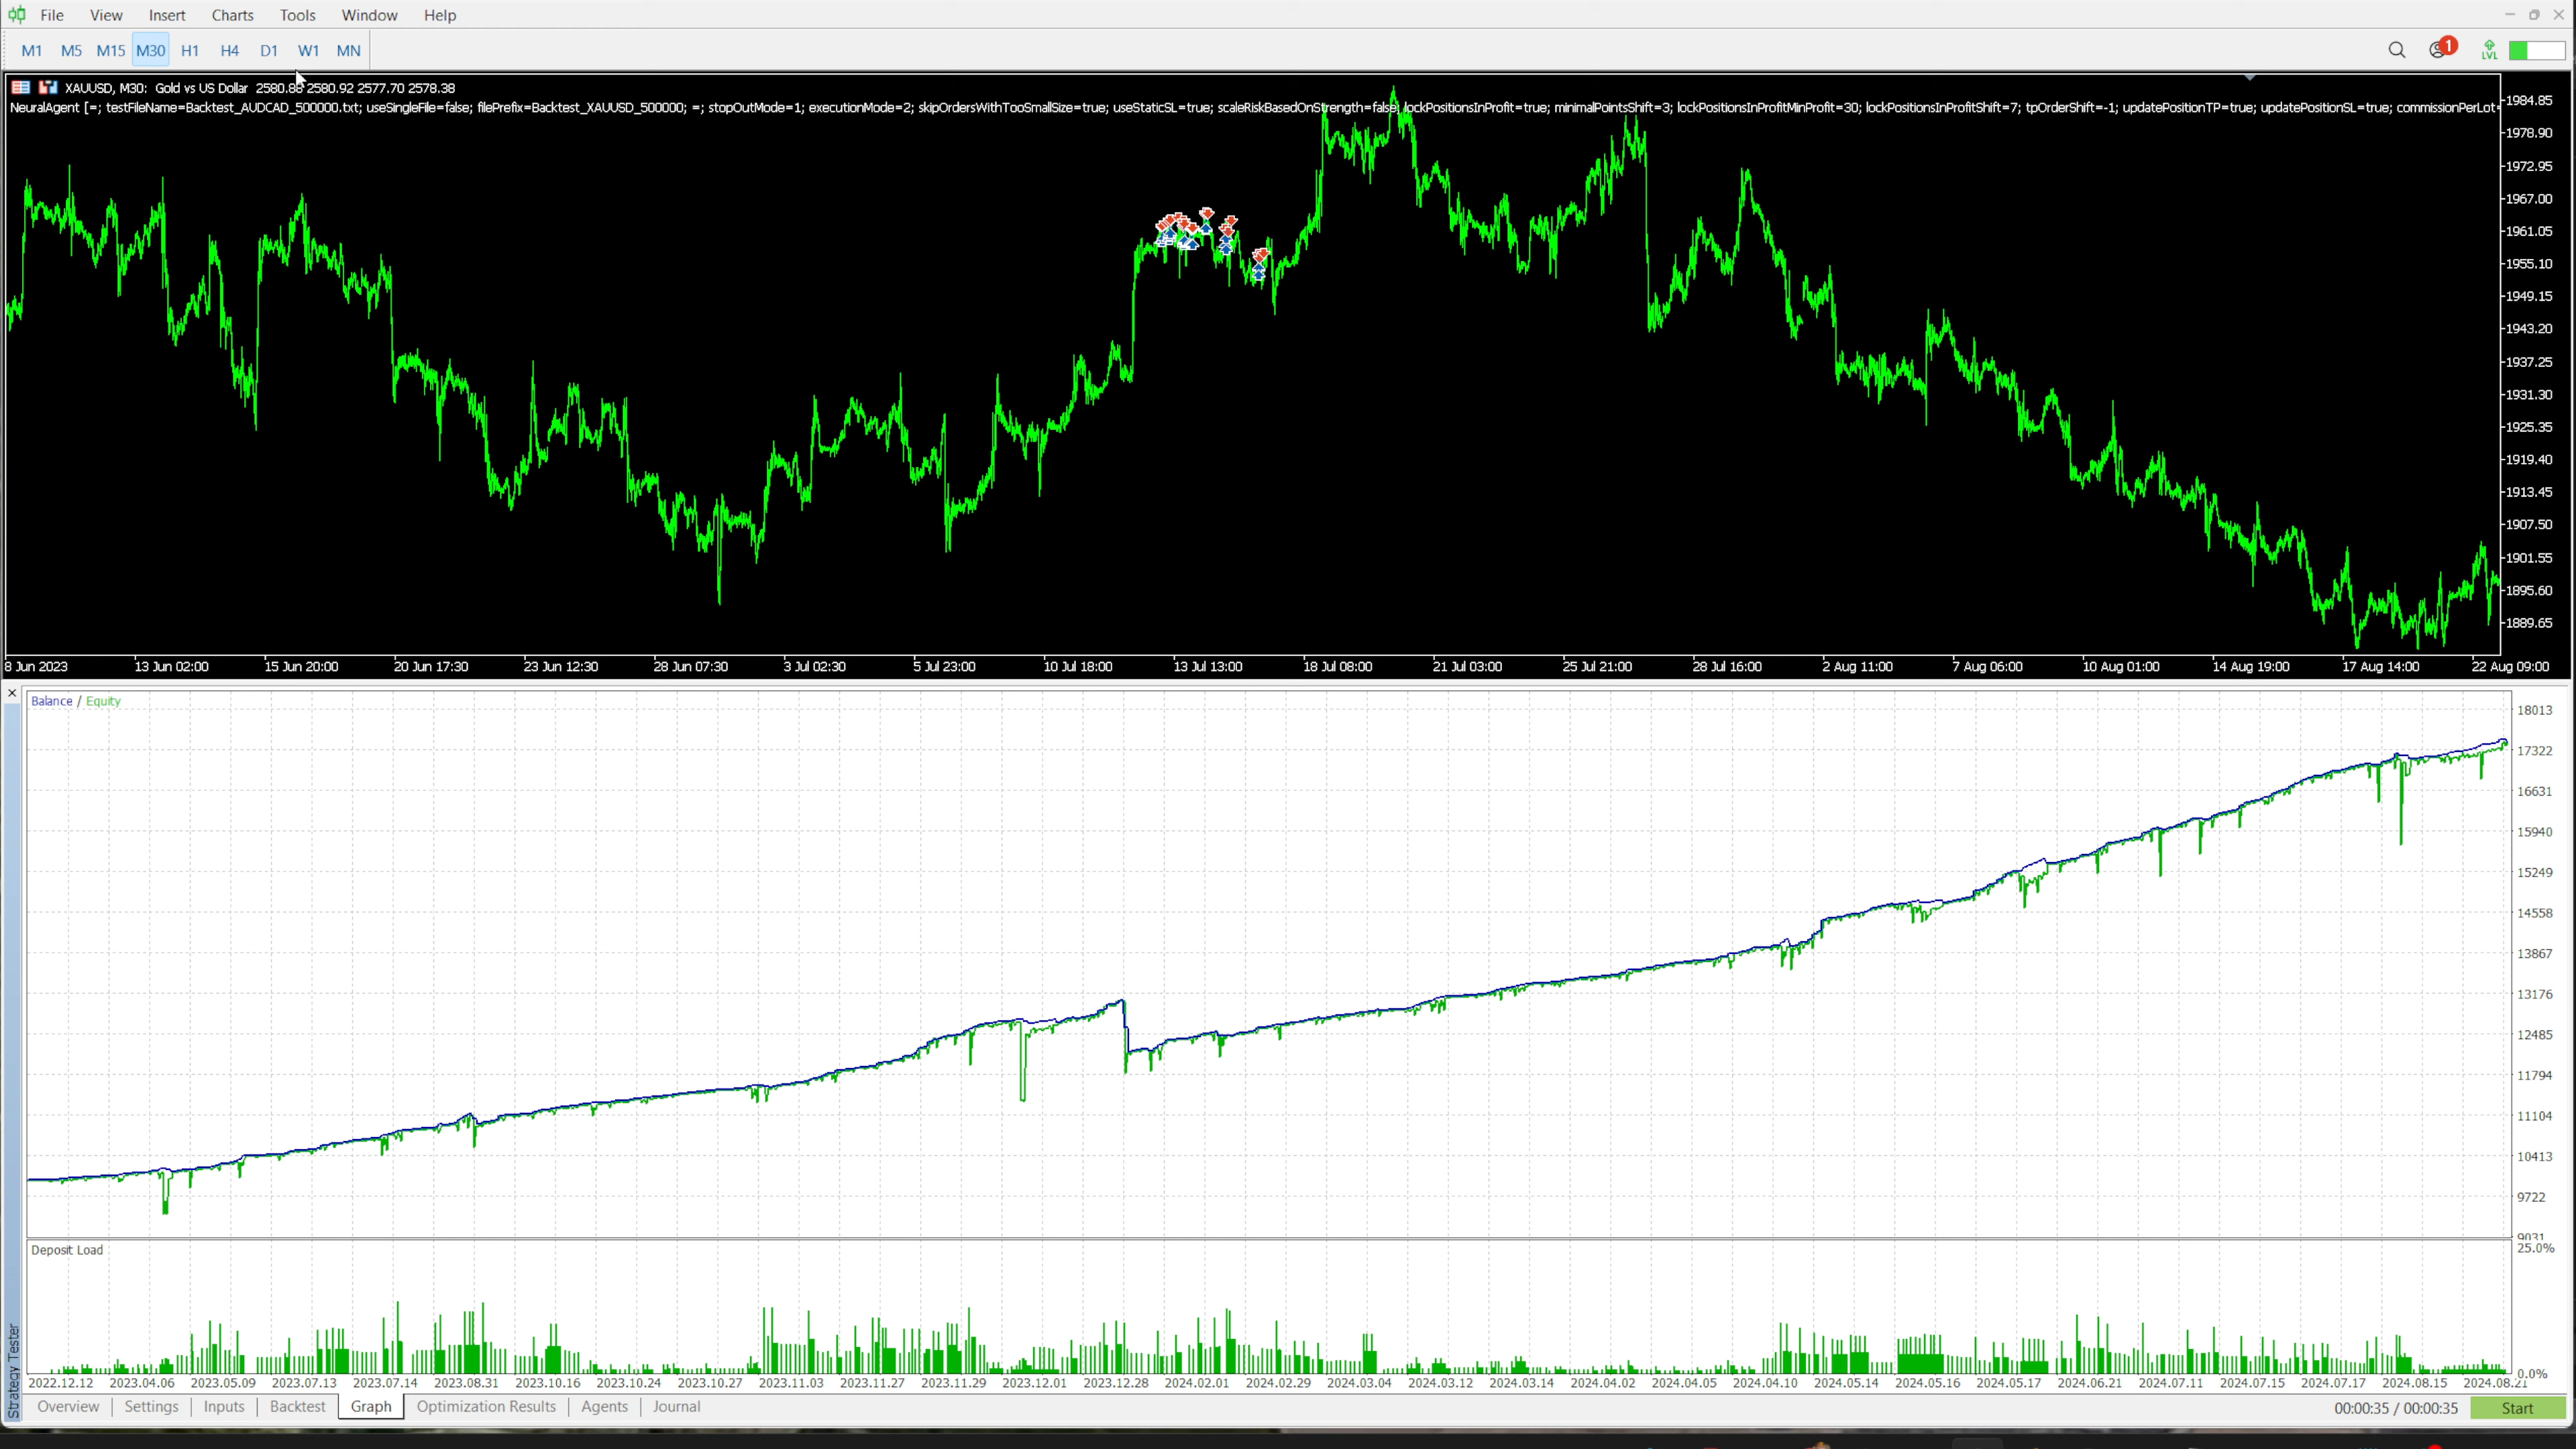 File View Insert Charts Tools Window Help
M1 M5 M15 M30 H1 H4 D1 W1 MN
1
LVL
XAUUSD, M30: Gold vs US Dollar 2580.88 2580.92 2577.70 2578.38
NeuralAgent [=; testFileName=Backtest_AUDCAD_500000.txt; useSingleFile=false; filePrefix=Backtest_XAUUSD_500000; =; stopOutMode=1; executionMode=2; skipOrdersWithTooSmallSize=true; useStaticSL=true; scaleRiskBasedOnStrength=false; lockPositionsInProfit=true; minimalPointsShift=3; lockPositionsInProfitMinProfit=30; lockPositionsInProfitShift=7; tpOrderShift=-1; updatePositionTP=true; updatePositionSL=true; commissionPerLot
1984.85
1978.90
1972.95
1967.00
1961.05
1955.10
1949.15
1943.20
1937.25
1931.30
1925.35
1919.40
1913.45
1907.50
1901.55
1895.60
1889.65
8 Jun 2023 13 Jun 02:00 15 Jun 20:00 20 Jun 17:30 23 Jun 12:30 28 Jun 07:30 3 Jul 02:30 5 Jul 23:00 10 Jul 18:00 13 Jul 13:00 18 Jul 08:00 21 Jul 03:00 25 Jul 21:00 28 Jul 16:00 2 Aug 11:00 7 Aug 06:00 10 Aug 01:00 14 Aug 19:00 17 Aug 14:00 22 Aug 09:00
Balance / Equity
18013
17322
16631
15940
15249
14558
13867
13176
12485
11794
11104
10413
9722
9031
Deposit Load
25.0%
0.0%
2022.12.12 2023.04.06 2023.05.09 2023.07.13 2023.07.14 2023.08.31 2023.10.16 2023.10.24 2023.10.27 2023.11.03 2023.11.27 2023.11.29 2023.12.01 2023.12.28 2024.02.01 2024.02.29 2024.03.04 2024.03.12 2024.03.14 2024.04.02 2024.04.05 2024.04.10 2024.05.14 2024.05.16 2024.05.17 2024.06.21 2024.07.11 2024.07.15 2024.07.17 2024.08.15 2024.08.21
Strategy Tester
Overview Settings Inputs Backtest Graph Optimization Results Agents Journal
00:00:35 / 00:00:35 Start